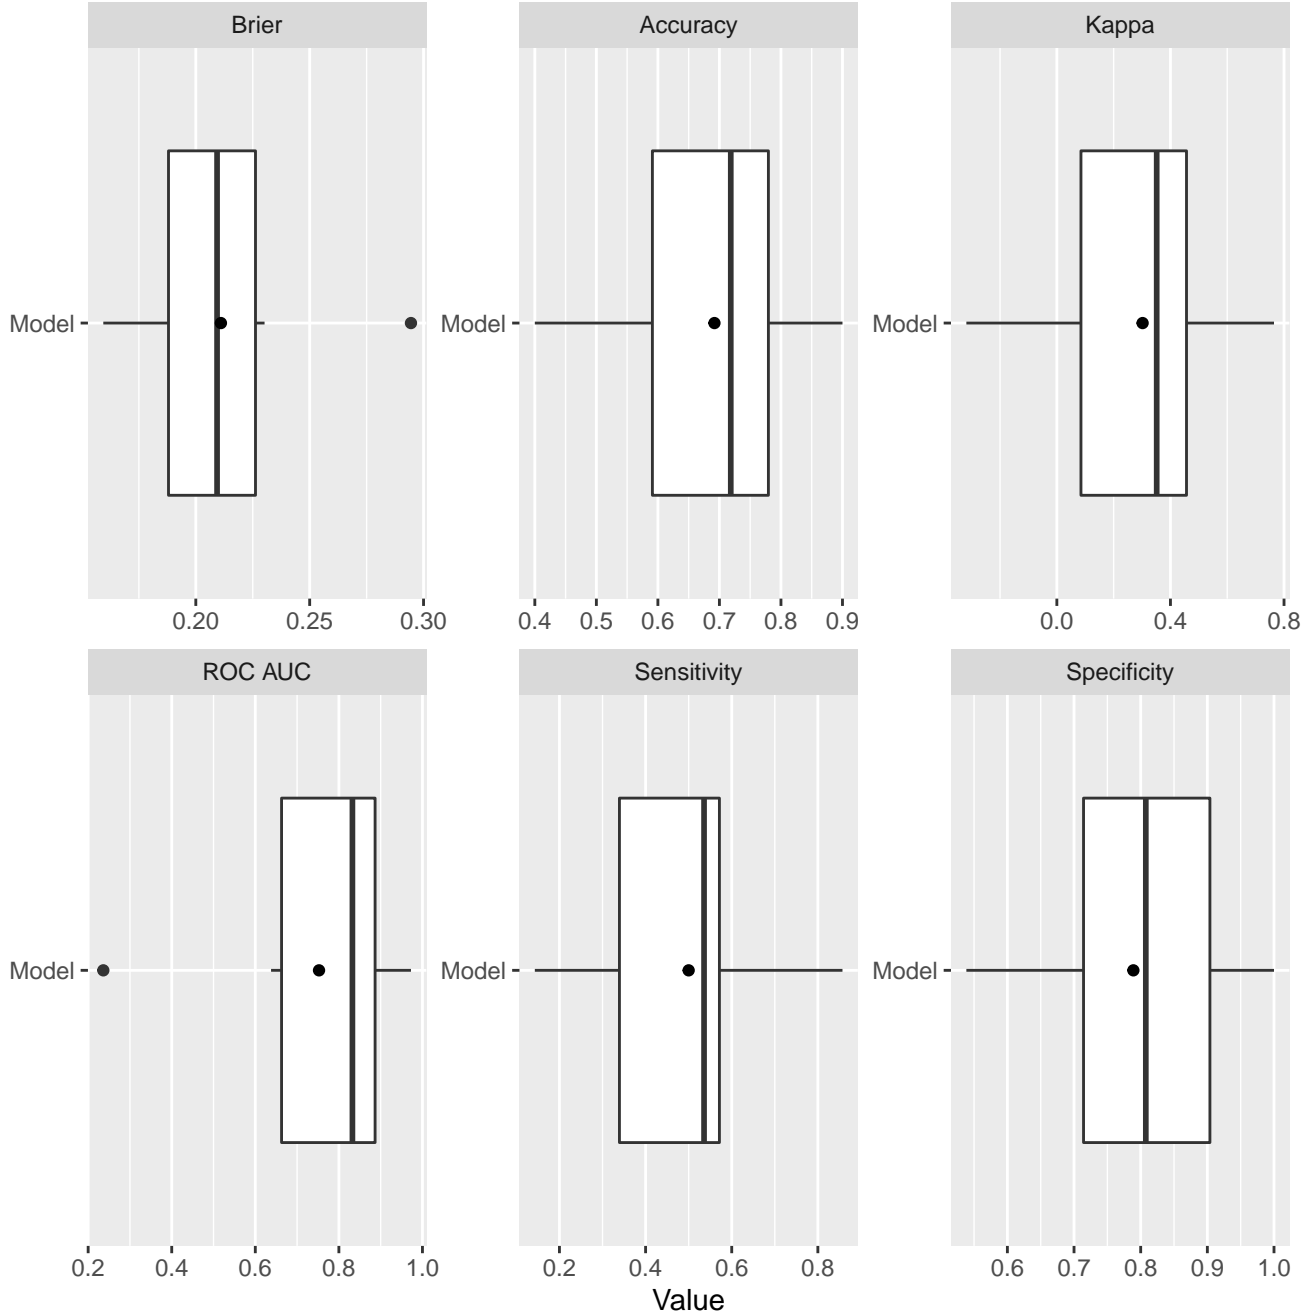 Brier
Accuracy
Kappa
Model
Model
Model
0.20 0.25 0.30
0.4 0.5 0.6 0.7 0.8 0.9
0.0 0.4 0.8
ROC AUC
Sensitivity
Specificity
Model
Model
Model
0.2 0.4 0.6 0.8 1.0
0.2 0.4 0.6 0.8
0.6 0.7 0.8 0.9 1.0
Value